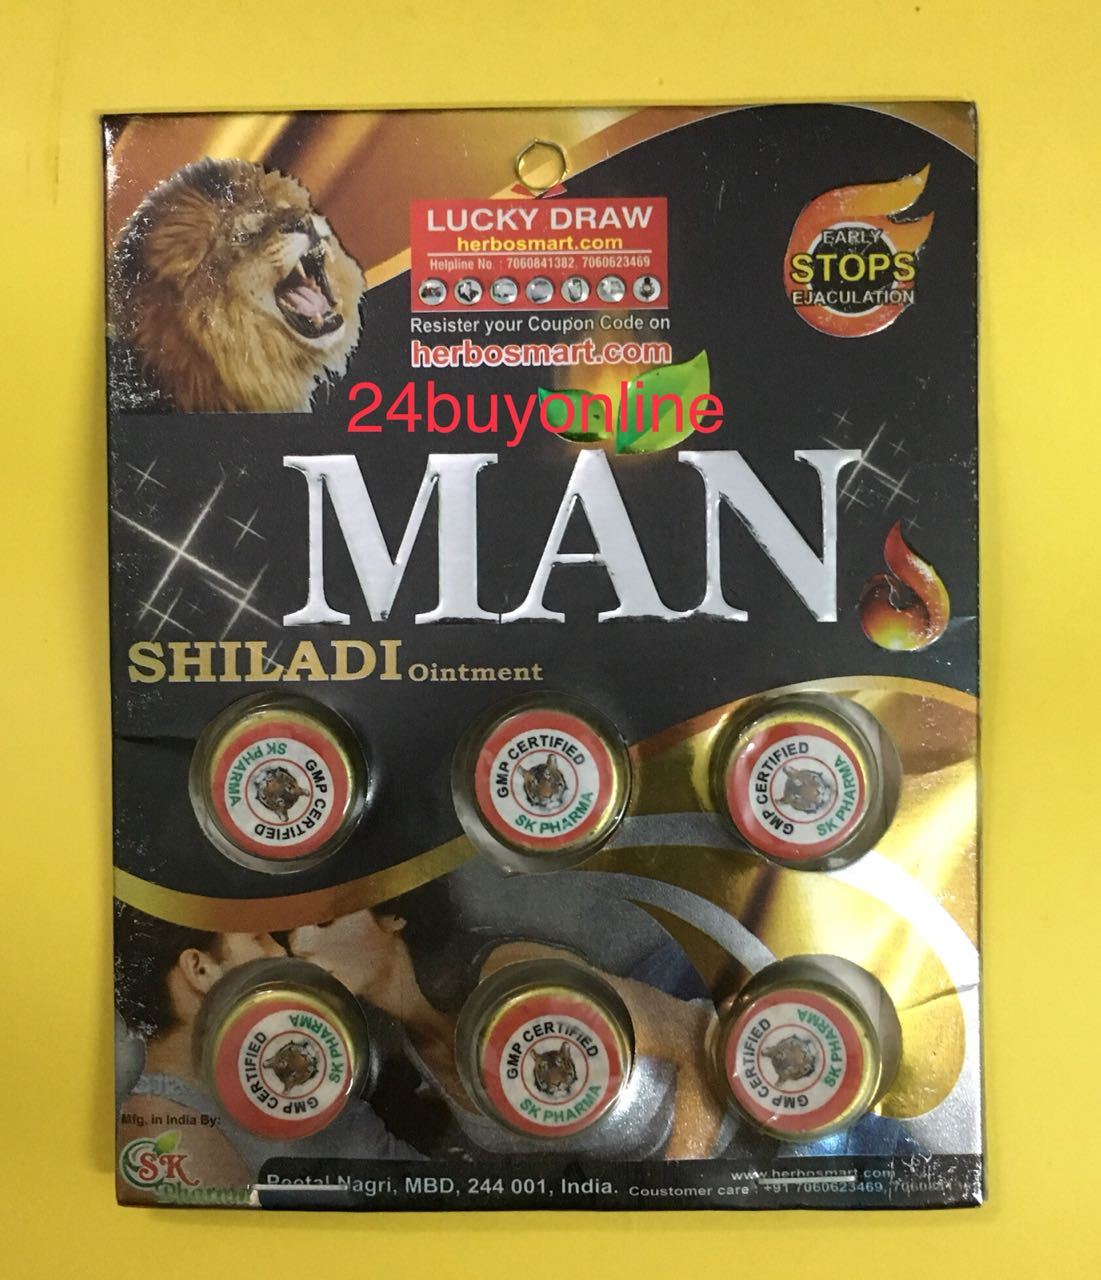 LUCKY DRAW
herbosmart.com
Helpline No. : 7060841382, 7060623469
Resister your Coupon Code on
herbosmart.com
EARLY
STOPS
EJACULATION
24buyonline
MAN
SHILADI Ointment
GMP CERTIFIED
SK PHARMA
GMP CERTIFIED
SK PHARMA
GMP CERTIFIED
SK PHARMA
GMP CERTIFIED
SK PHARMA
GMP CERTIFIED
SK PHARMA
GMP CERTIFIED
SK PHARMA
Mfg. in India By:
SK
Pharma
Peetal Nagri, MBD, 244 001, India.
www.herbosmart.com
Coustomer care : +91 7060623469,